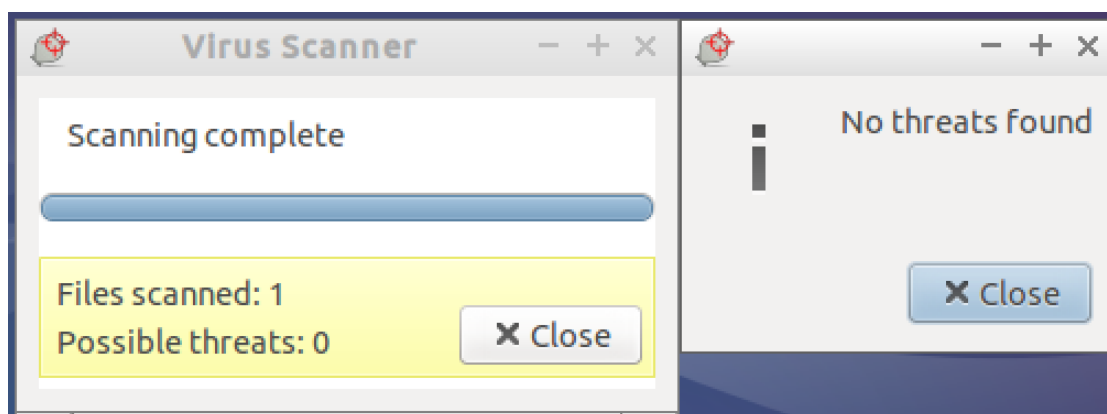 Virus Scanner
Scanning complete
Files scanned: 1
Possible threats: 0
Close
No threats found
Close